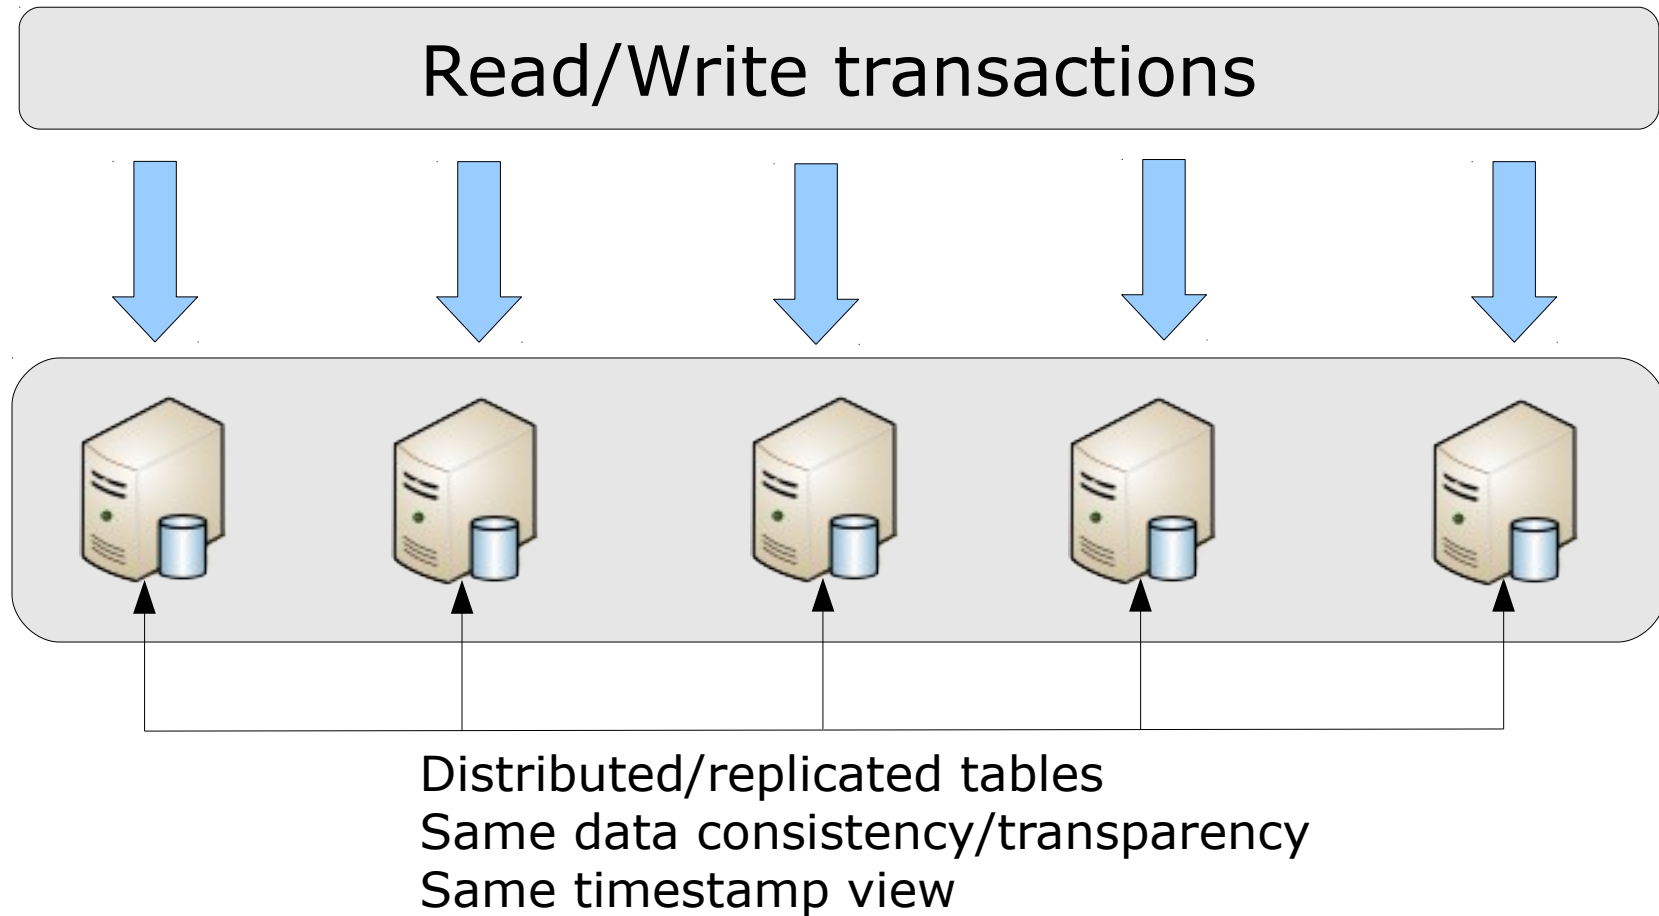 Read/Write transactions
Distributed/replicated tables
Same data consistency/transparency
Same timestamp view